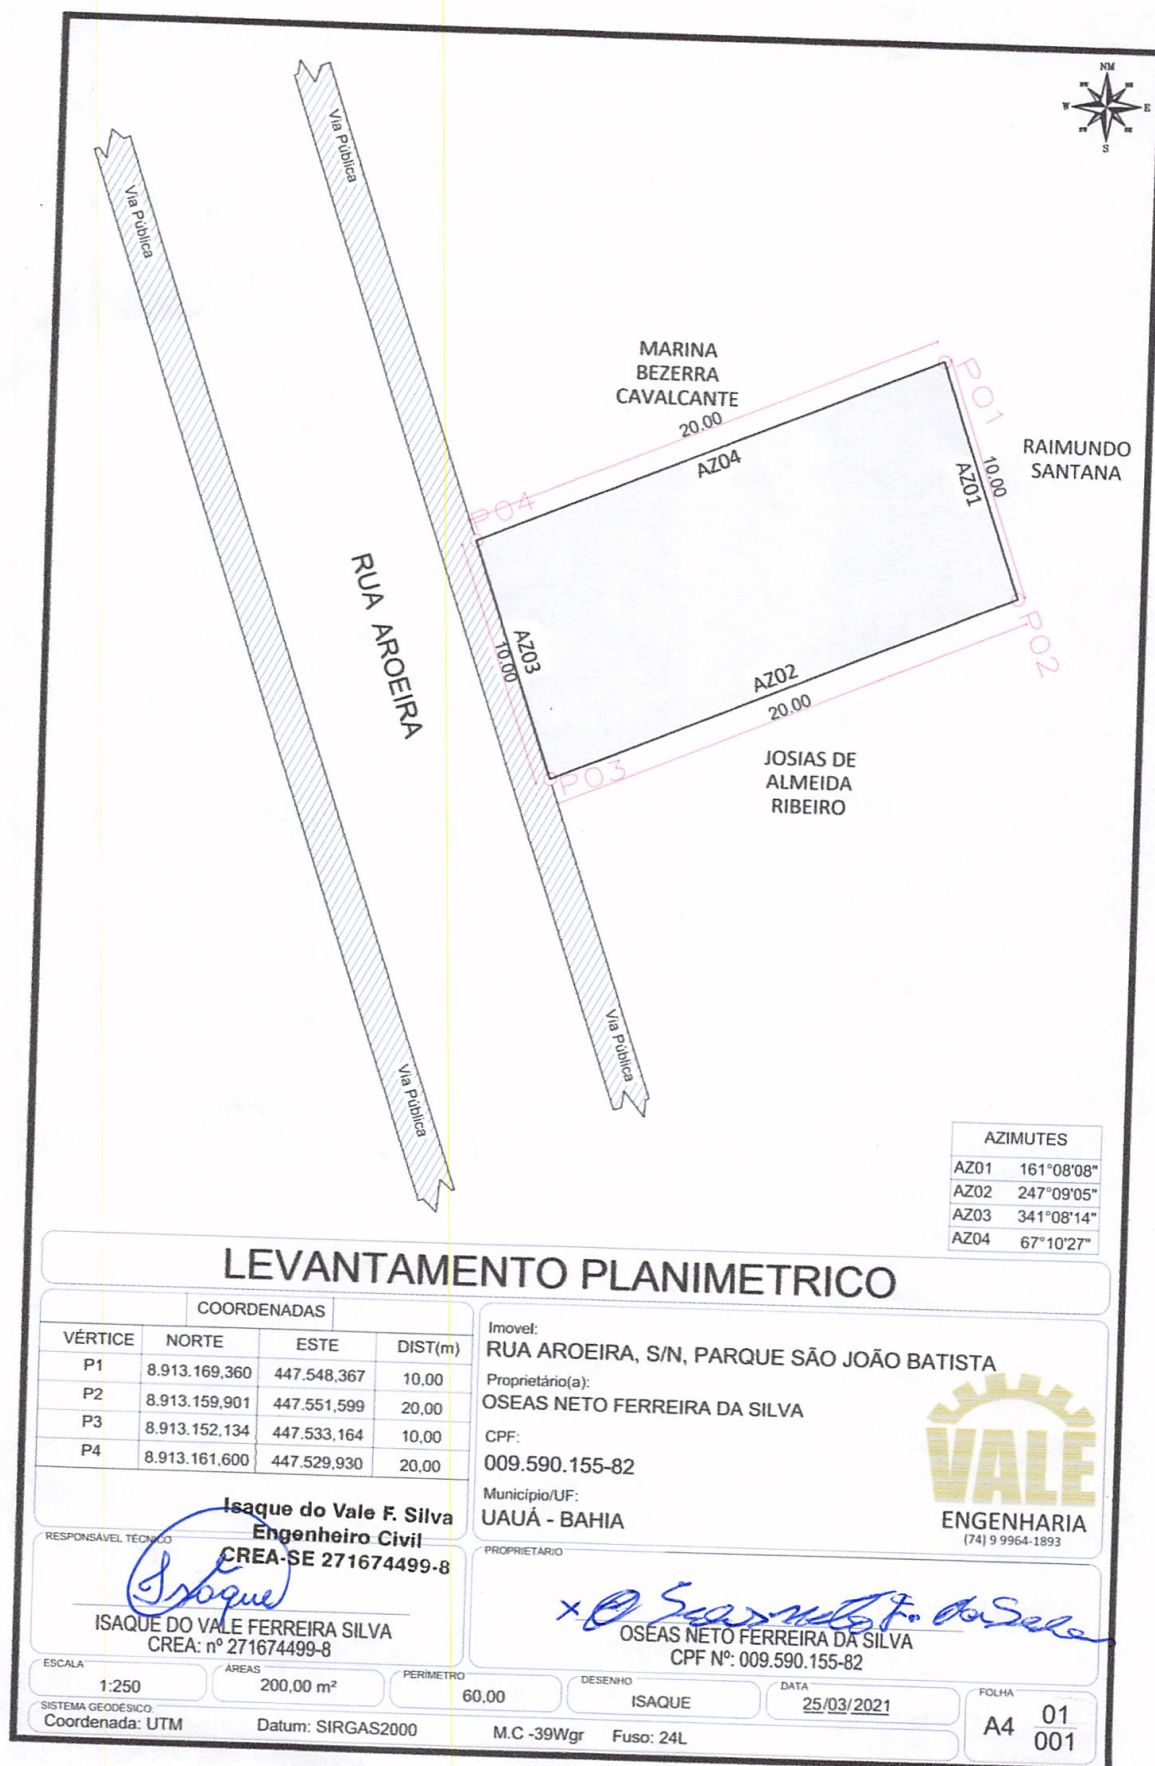 NM
W
E
S
Via Pública
Via Pública
MARINA
BEZERRA
CAVALCANTE
20.00
AZ04
P01
RAIMUNDO
SANTANA
10.00
AZ01
P04
RUA AROEIRA
AZ03
10.00
P02
AZ02
20.00
P03
JOSIAS DE
ALMEIDA
RIBEIRO
Via Pública
Via Pública
AZIMUTES
AZ01 161°08'08"
AZ02 247°09'05"
AZ03 341°08'14"
AZ04 67°10'27"
LEVANTAMENTO PLANIMETRICO
COORDENADAS
VÉRTICE NORTE ESTE DIST(m)
P1 8.913.169,360 447.548,367 10,00
P2 8.913.159,901 447.551,599 20,00
P3 8.913.152,134 447.533,164 10,00
P4 8.913.161,600 447.529,930 20,00
Imovel:
RUA AROEIRA, S/N, PARQUE SÃO JOÃO BATISTA
Proprietário(a):
OSEAS NETO FERREIRA DA SILVA
CPF:
009.590.155-82
Município/UF:
UAUÁ - BAHIA
VALE
ENGENHARIA
(74) 9 9964-1893
Isaque do Vale F. Silva
Engenheiro Civil
CREA-SE 271674499-8
RESPONSÁVEL TÉCNICO
Isaque
ISAQUE DO VALE FERREIRA SILVA
CREA: nº 271674499-8
PROPRIETÁRIO
OSEAS NETO FERREIRA DA SILVA
CPF Nº: 009.590.155-82
ESCALA
1:250
ÁREAS
200,00 m²
PERÍMETRO
60,00
DESENHO
ISAQUE
DATA
25/03/2021
FOLHA
A4 01
001
SISTEMA GEODÉSICO:
Coordenada: UTM Datum: SIRGAS2000 M.C -39Wgr Fuso: 24L